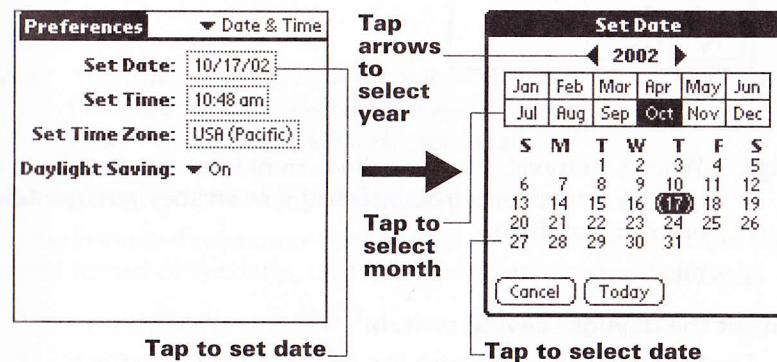 Preferences
Date & Time
Set Date: 10/17/02
Set Time: 10:48 am
Set Time Zone: USA (Pacific)
Daylight Saving: On
Tap to set date
Tap
arrows
to
select
year
Tap to
select
month
Set Date
2002
Jan Feb Mar Apr May Jun
Jul Aug Sep Oct Nov Dec
S M T W T F S
1 2 3 4 5
6 7 8 9 10 11 12
13 14 15 16 17 18 19
20 21 22 23 24 25 26
27 28 29 30 31
Cancel Today
Tap to select date